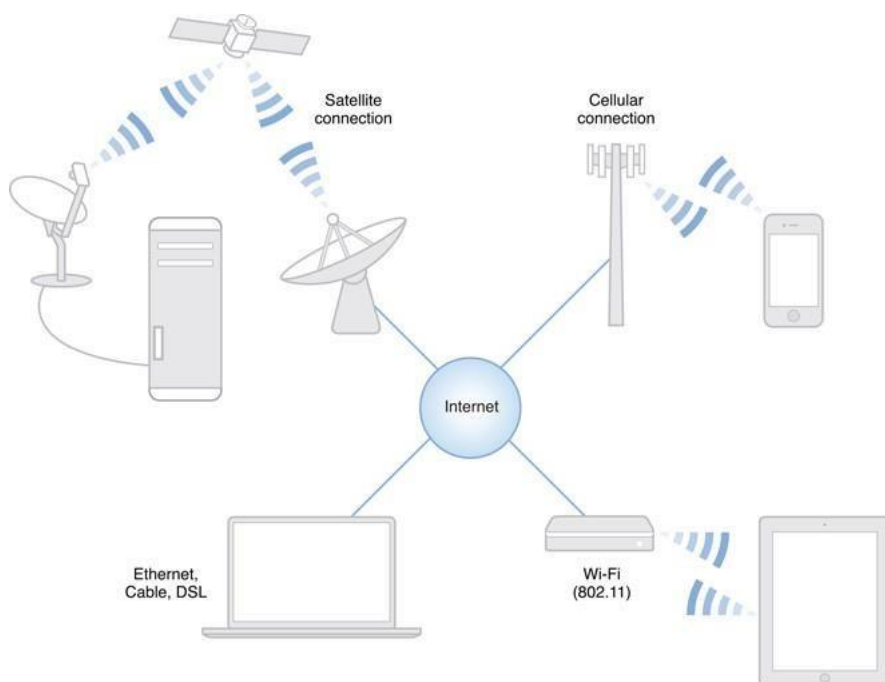 Satellite
connection
Cellular
connection
Internet
Ethernet,
Cable, DSL
Wi-Fi
(802.11)